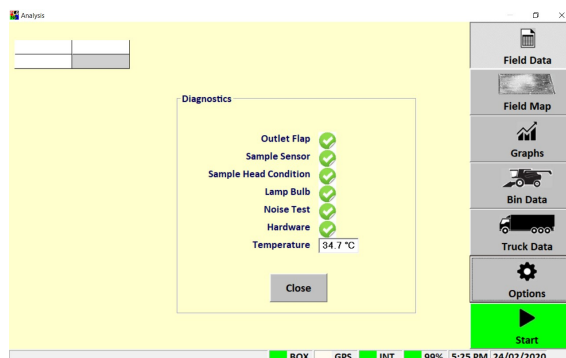 Analysis
Field Data
Field Map
Graphs
Bin Data
Truck Data
Options
Start
Diagnostics
Outlet Flap
Sample Sensor
Sample Head Condition
Lamp Bulb
Noise Test
Hardware
Temperature 34.7 °C
Close
BOX GPS INT 99% 5:25 PM 24/02/2020